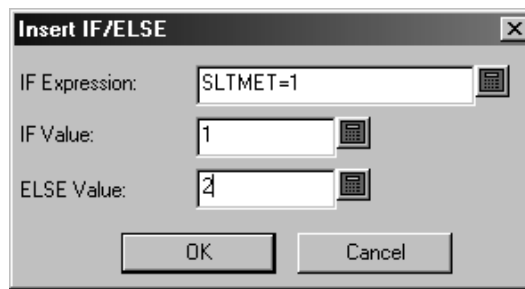 Insert IF/ELSE
IF Expression: SLTMET=1
IF Value: 1
ELSE Value: 2
OK Cancel